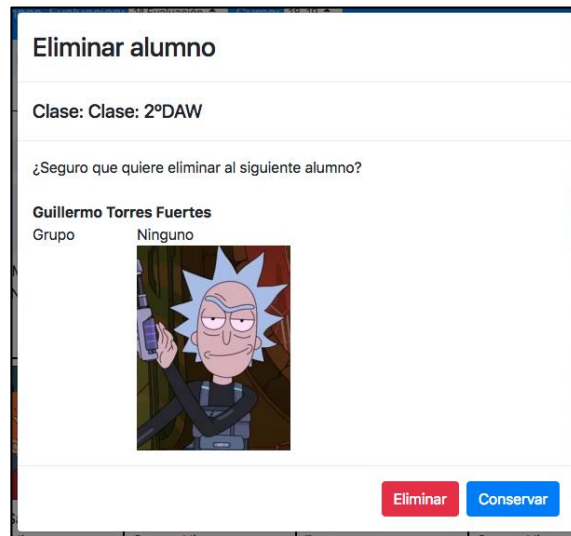 Eliminar alumno
Clase: Clase: 2ºDAW
¿Seguro que quiere eliminar al siguiente alumno?
Guillermo Torres Fuertes
Grupo Ninguno
Eliminar Conservar